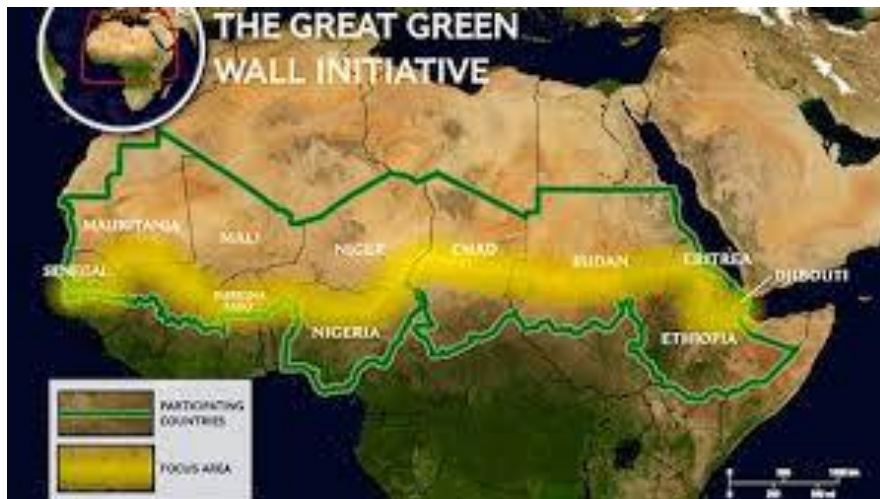 THE GREAT GREEN
WALL INITIATIVE
MAURITANIA
MALI
NIGER
CHAD
SUDAN
ERITREA
SENEGAL
DJIBOUTI
BURKINA
FASO
NIGERIA
ETHIOPIA
PARTICIPATING
COUNTRIES
FOCUS AREA
0